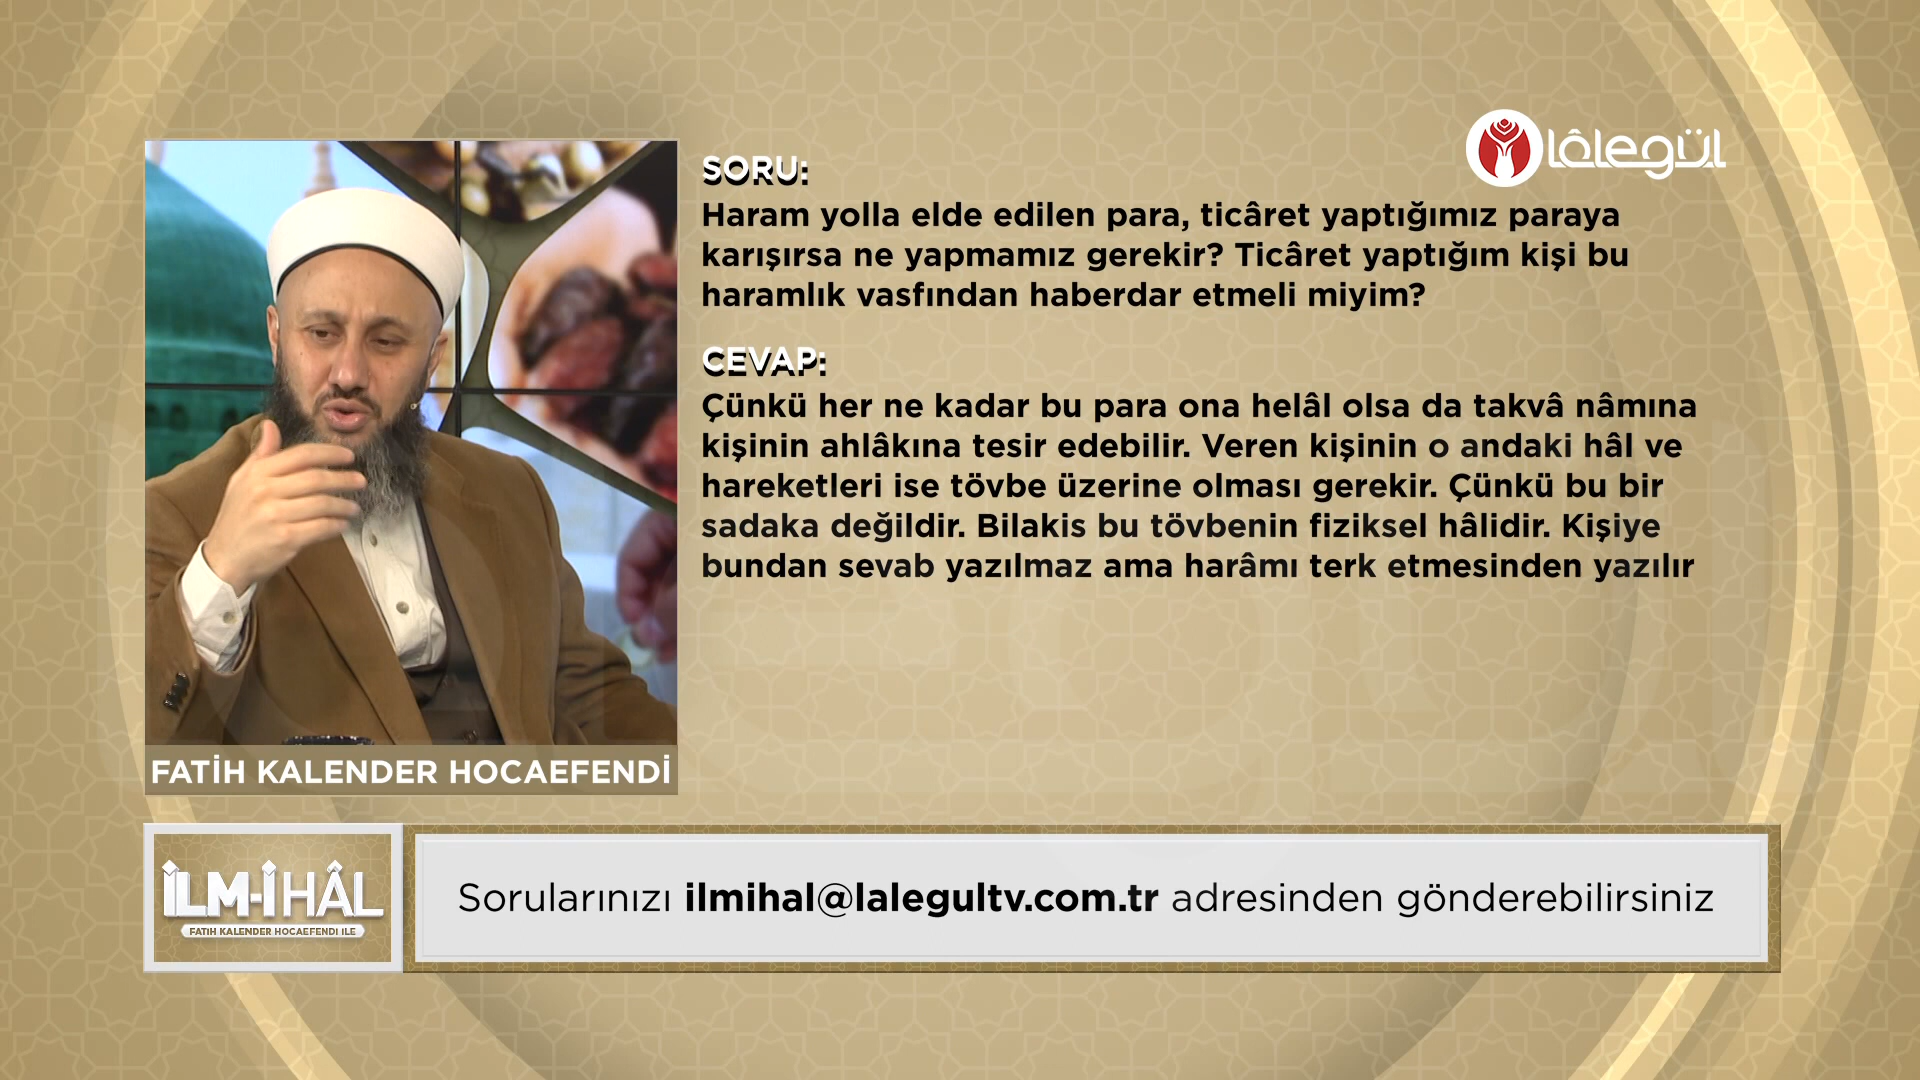 lâlegül
SORU:
Haram yolla elde edilen para, ticâret yaptığımız paraya
karışırsa ne yapmamız gerekir? Ticâret yaptığım kişi bu
haramlık vasfından haberdar etmeli miyim?
CEVAP:
Çünkü her ne kadar bu para ona helâl olsa da takvâ nâmına
kişinin ahlâkına tesir edebilir. Veren kişinin o andaki hâl ve
hareketleri ise tövbe üzerine olması gerekir. Çünkü bu bir
sadaka değildir. Bilakis bu tövbenin fiziksel hâlidir. Kişiye
bundan sevab yazılmaz ama harâmı terk etmesinden yazılır
FATİH KALENDER HOCAEFENDİ
İLM-İHÂL
FATİH KALENDER HOCAEFENDİ İLE
Sorularınızı ilmihal@lalegultv.com.tr adresinden gönderebilirsiniz